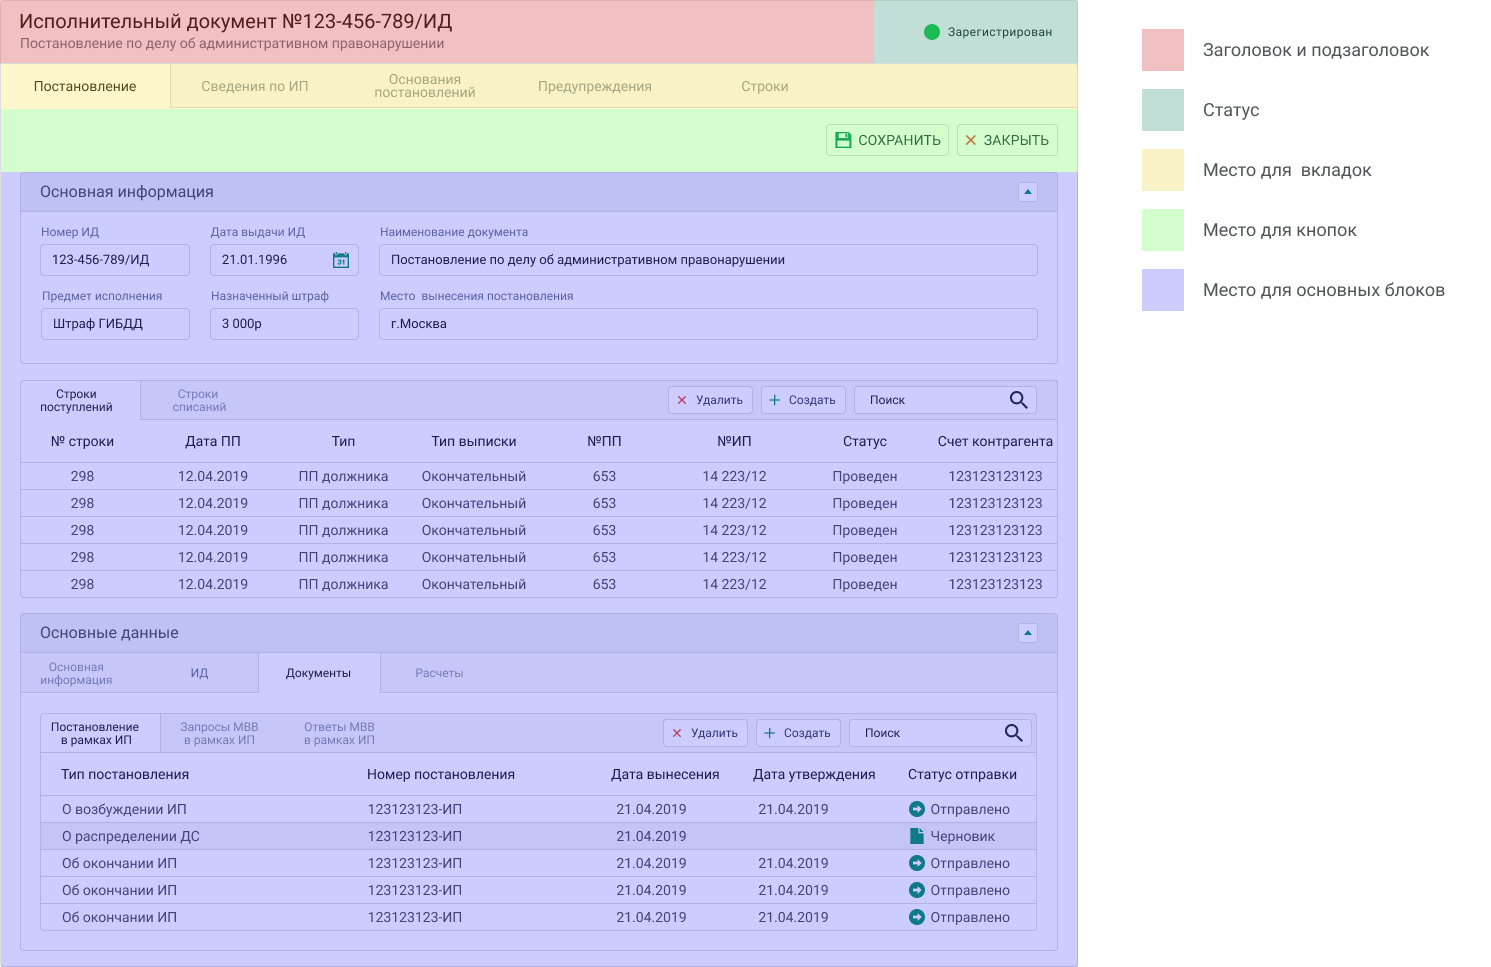 Исполнительный документ №123-456-789/ИД
Постановление по делу об административном правонарушении
Зарегистрирован
Постановление
Сведения по ИП
Основания
постановлений
Предупреждения
Строки
СОХРАНИТЬ
ЗАКРЫТЬ
Основная информация
Номер ИД
Дата выдачи ИД
Наименование документа
123-456-789/ИД
21.01.1996
31
Постановление по делу об административном правонарушении
Предмет исполнения
Назначенный штраф
Место вынесения постановления
Штраф ГИБДД
3 000р
г.Москва
Строки
поступлений
Строки
списаний
Удалить
Создать
Поиск
№ строки Дата ПП Тип Тип выписки №ПП №ИП Статус Счет контрагента
298 12.04.2019 ПП должника Окончательный 653 14 223/12 Проведен 123123123123
298 12.04.2019 ПП должника Окончательный 653 14 223/12 Проведен 123123123123
298 12.04.2019 ПП должника Окончательный 653 14 223/12 Проведен 123123123123
298 12.04.2019 ПП должника Окончательный 653 14 223/12 Проведен 123123123123
298 12.04.2019 ПП должника Окончательный 653 14 223/12 Проведен 123123123123
Основные данные
Основная
информация
ИД
Документы
Расчеты
Постановление
в рамках ИП
Запросы МВВ
в рамках ИП
Ответы МВВ
в рамках ИП
Удалить
Создать
Поиск
Тип постановления Номер постановления Дата вынесения Дата утверждения Статус отправки
О возбуждении ИП 123123123-ИП 21.04.2019 21.04.2019 Отправлено
О распределении ДС 123123123-ИП 21.04.2019 Черновик
Об окончании ИП 123123123-ИП 21.04.2019 21.04.2019 Отправлено
Об окончании ИП 123123123-ИП 21.04.2019 21.04.2019 Отправлено
Об окончании ИП 123123123-ИП 21.04.2019 21.04.2019 Отправлено
Заголовок и подзаголовок
Статус
Место для вкладок
Место для кнопок
Место для основных блоков